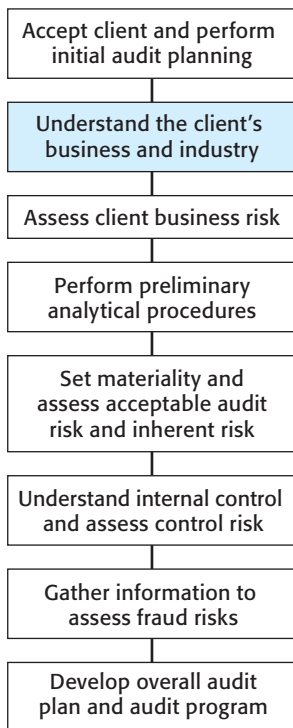 Accept client and perform
initial audit planning
Understand the client’s
business and industry
Assess client business risk
Perform preliminary
analytical procedures
Set materiality and
assess acceptable audit
risk and inherent risk
Understand internal control
and assess control risk
Gather information to
assess fraud risks
Develop overall audit
plan and audit program